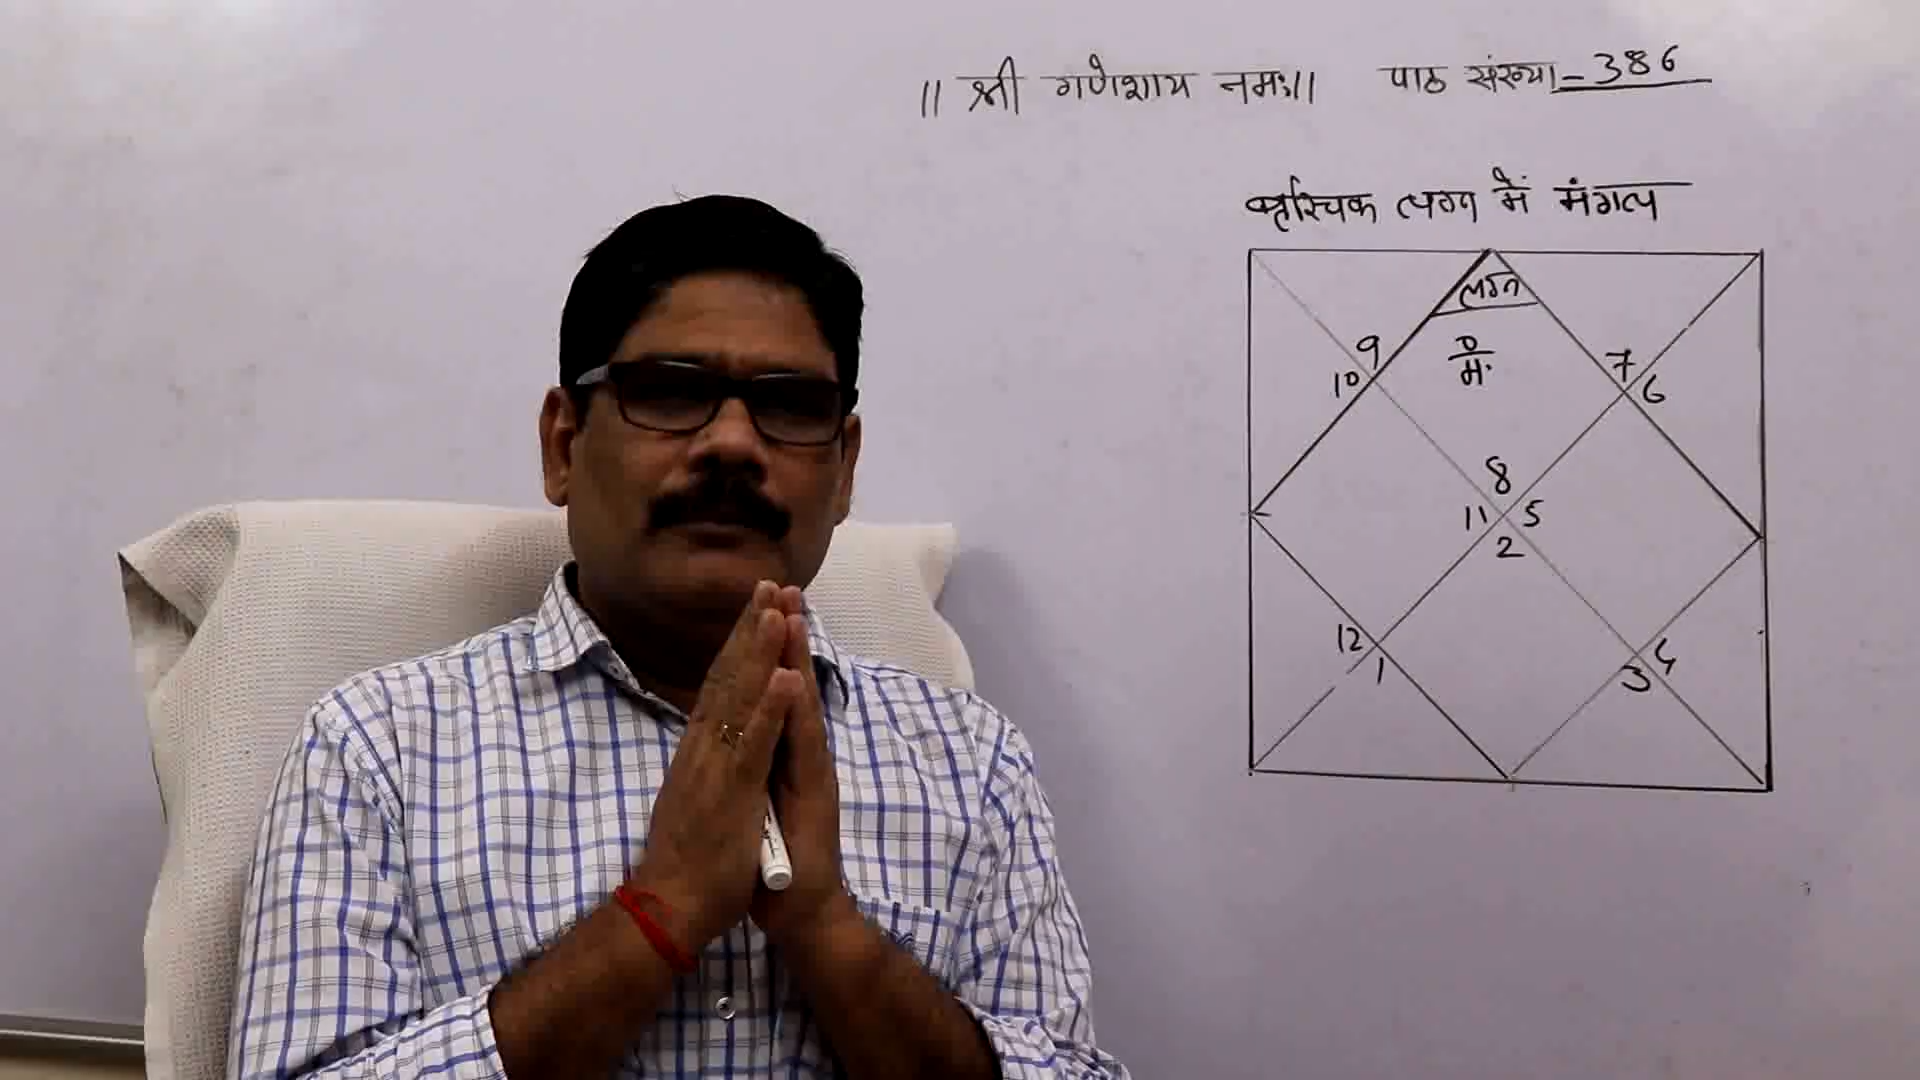 ॥ श्री गणेशाय नमः॥ पाठ संख्या - 386
वृश्चिक लग्न में मंगल
लग्न
मं.
9 7
10 6
8
11 5
2
12 4
1 3